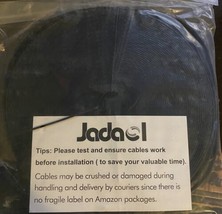 Jadaol
Tips: Please test and ensure cables work
before installation ( to save your valuable time).
Cables may be crushed or damaged during
handling and delivery by couriers since there is
no fragile label on Amazon packages.